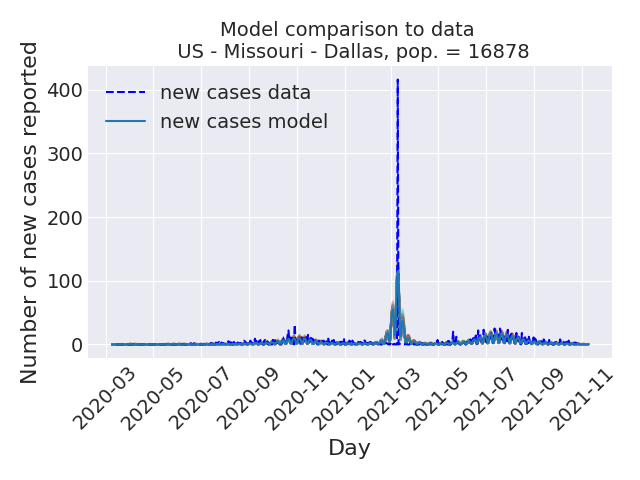 Model comparison to data
US - Missouri - Dallas, pop. = 16878
Number of new cases reported
400
300
200
100
0
new cases data
new cases model
2020-03
2020-05
2020-07
2020-09
2020-11
2021-01
2021-03
2021-05
2021-07
2021-09
2021-11
Day